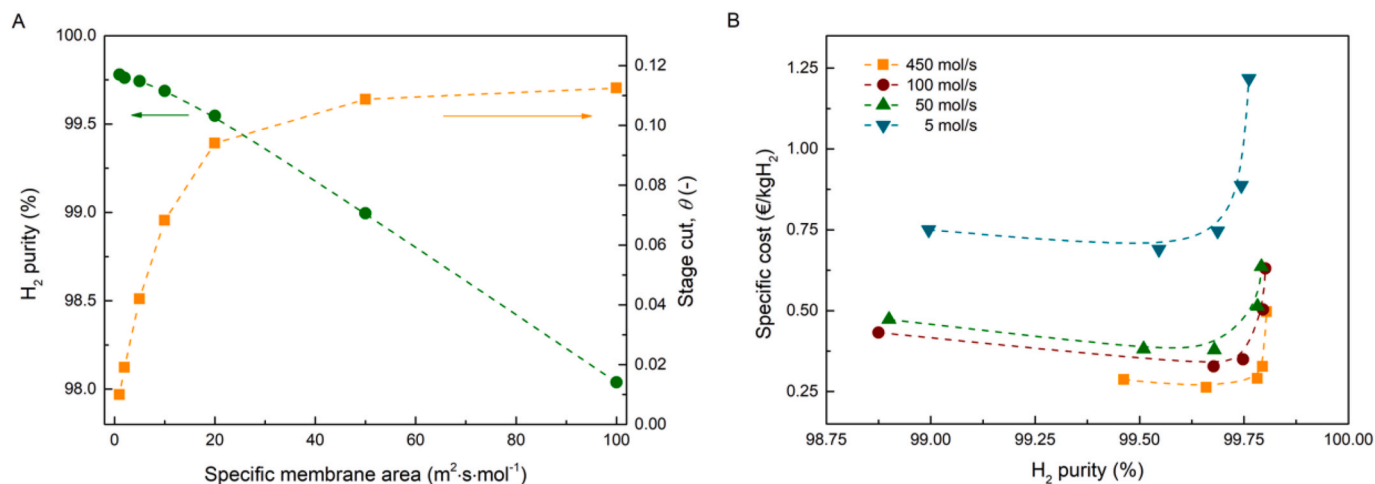 A
100.0
99.5
99.0
98.5
98.0
H₂ purity (%)
0.12
0.10
0.08
0.06
0.04
0.02
0.00
Stage cut, θ (-)
0 20 40 60 80 100
Specific membrane area (m²·s·mol⁻¹)
B
450 mol/s
100 mol/s
50 mol/s
5 mol/s
1.25
1.00
0.75
0.50
0.25
Specific cost (€/kgH₂)
98.75 99.00 99.25 99.50 99.75 100.00
H₂ purity (%)